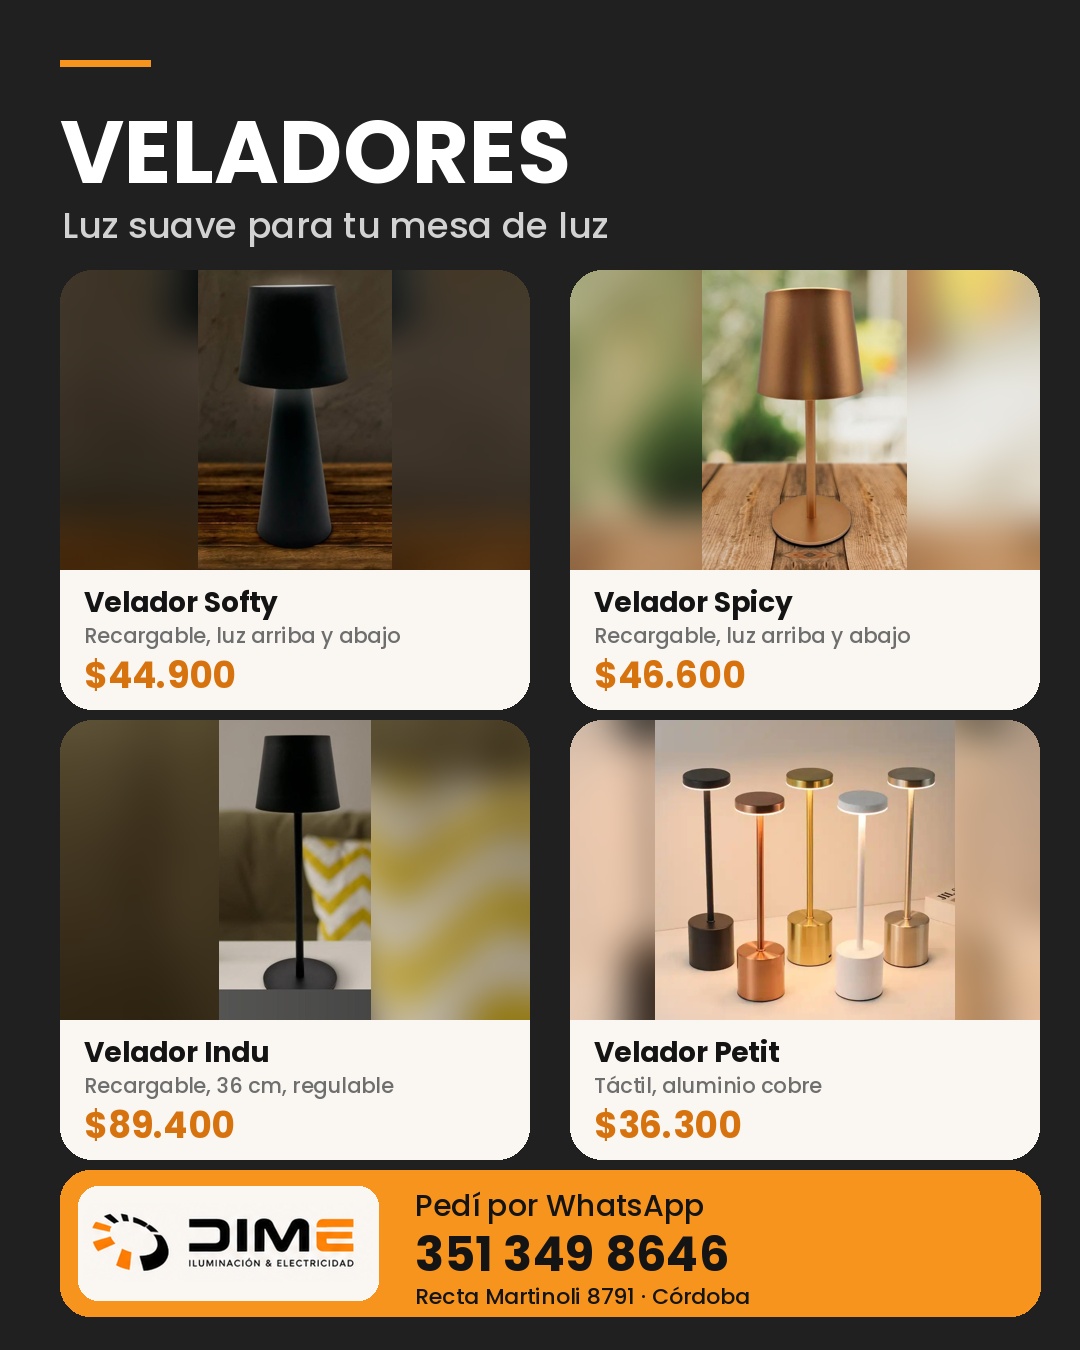 VELADORES
Luz suave para tu mesa de luz
Velador Softy
Recargable, luz arriba y abajo
$44.900
Velador Spicy
Recargable, luz arriba y abajo
$46.600
Velador Indu
Recargable, 36 cm, regulable
$89.400
Velador Petit
Táctil, aluminio cobre
$36.300
DIME
ILUMINACIÓN & ELECTRICIDAD
Pedí por WhatsApp
351 349 8646
Recta Martinoli 8791 · Córdoba